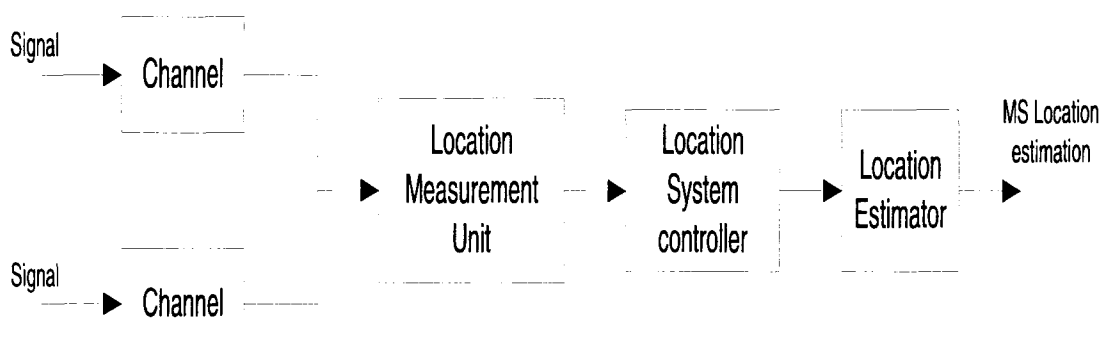 Signal
Channel
Location
Measurement
Unit
Location
System
controller
Location
Estimator
MS Location
estimation
Signal
Channel